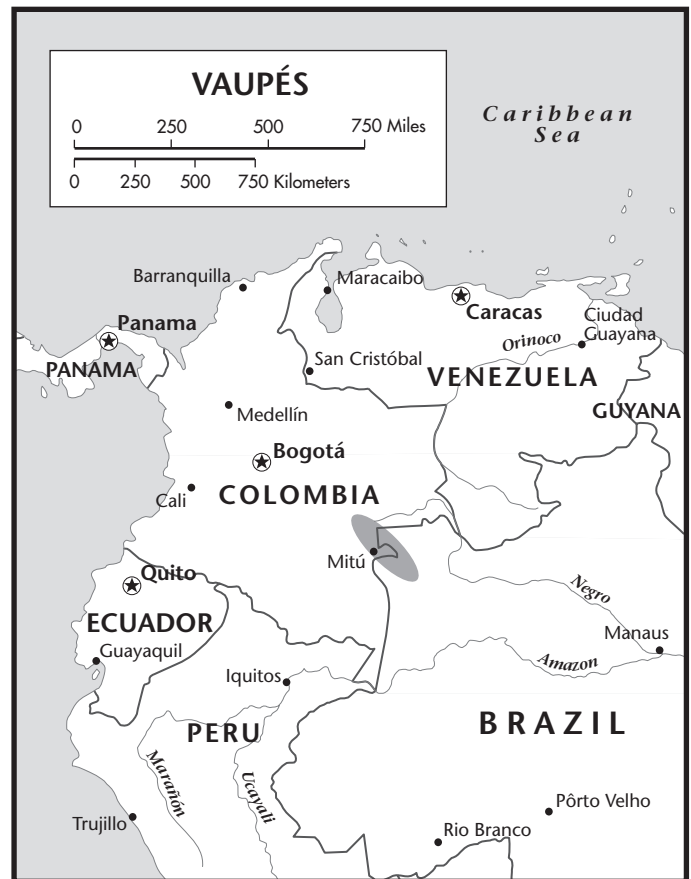 VAUPÉS
0 250 500 750 Miles
0 250 500 750 Kilometers
Caribbean
Sea
Barranquilla
Maracaibo
Caracas
Ciudad
Guayana
Panama
Orinoco
PANAMA
San Cristóbal
VENEZUELA
GUYANA
Medellín
Bogotá
Cali
COLOMBIA
Mitú
Quito
Negro
ECUADOR
Manaus
Guayaquil
Amazon
Iquitos
PERU
BRAZIL
Marañón
Ucayali
Pôrto Velho
Trujillo
Rio Branco